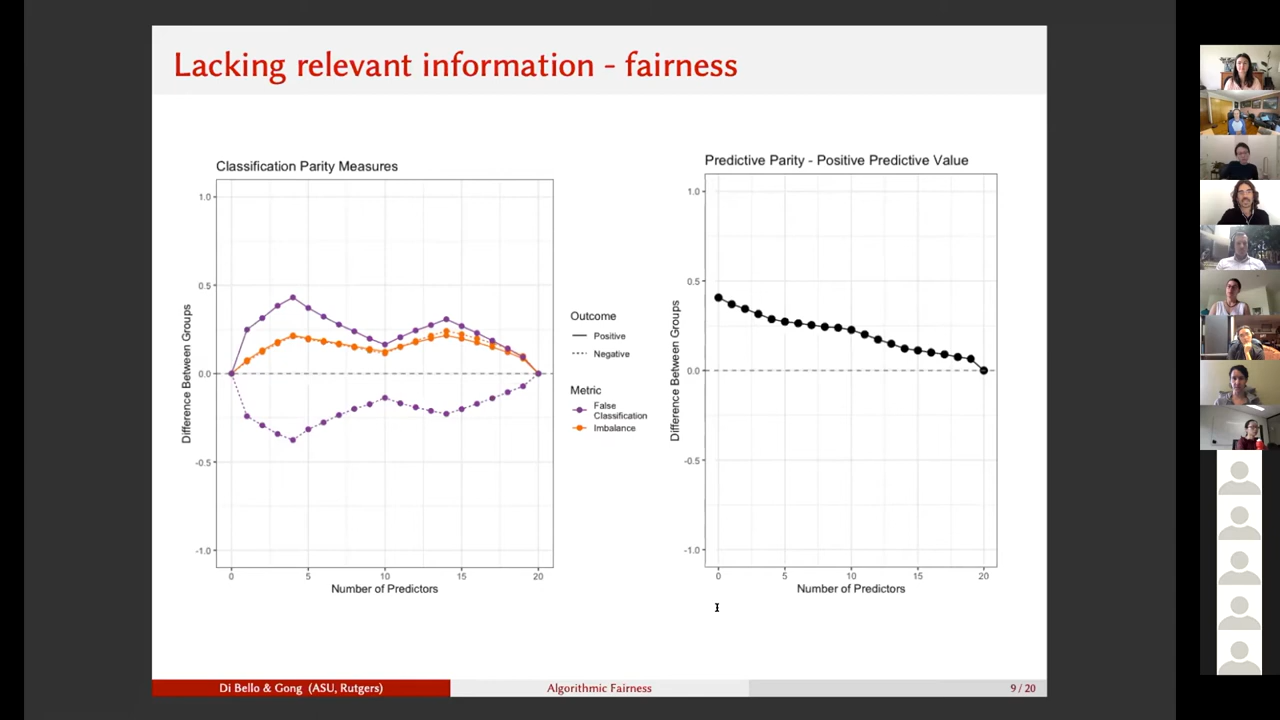 Lacking relevant information - fairness
Classification Parity Measures
1.0
0.5
0.0
-0.5
-1.0
Difference Between Groups
0 5 10 15 20
Number of Predictors
Outcome
Positive
Negative
Metric
False
Classification
Imbalance
Predictive Parity - Positive Predictive Value
1.0
0.5
0.0
-0.5
-1.0
Difference Between Groups
0 5 10 15 20
Number of Predictors
Di Bello & Gong (ASU, Rutgers) Algorithmic Fairness 9 / 20